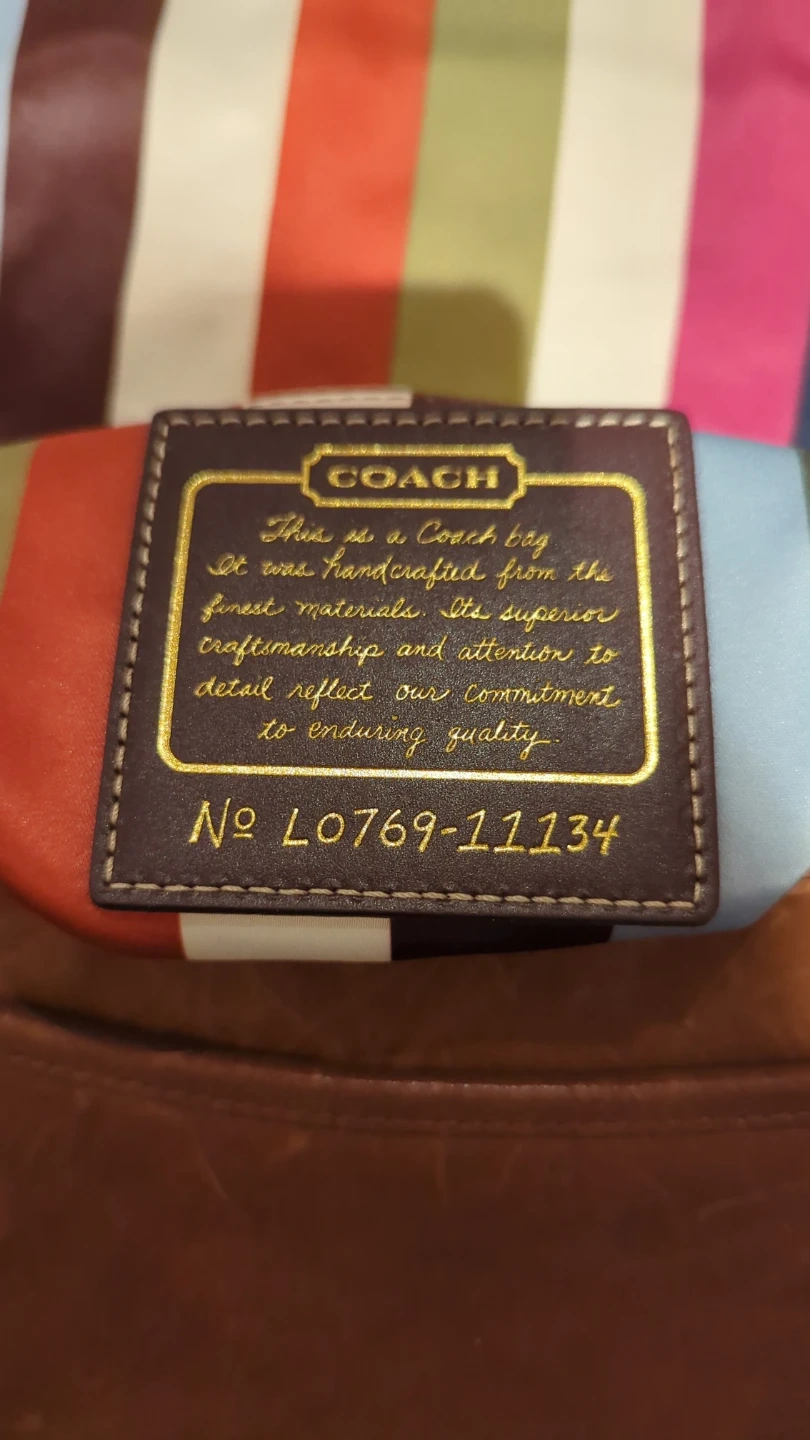 COACH
This is a Coach bag
It was handcrafted from the
finest materials. Its superior
craftsmanship and attention to
detail reflect our commitment
to enduring quality.
Nº L0769-11134